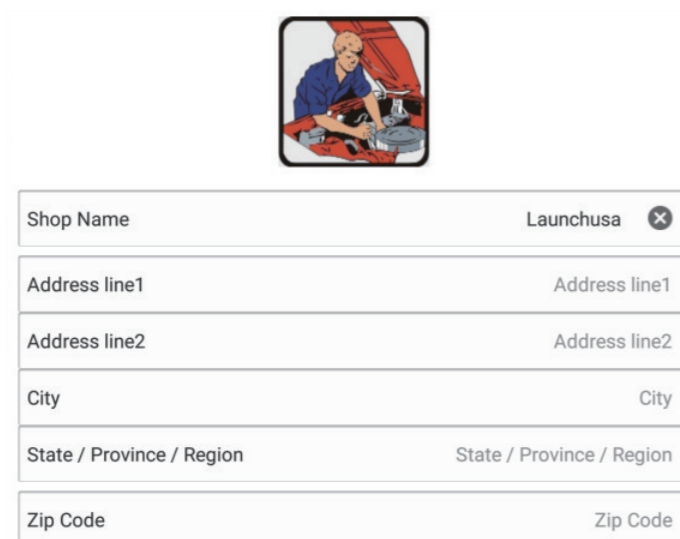 Shop Name Launchusa
Address line1 Address line1
Address line2 Address line2
City City
State / Province / Region State / Province / Region
Zip Code Zip Code